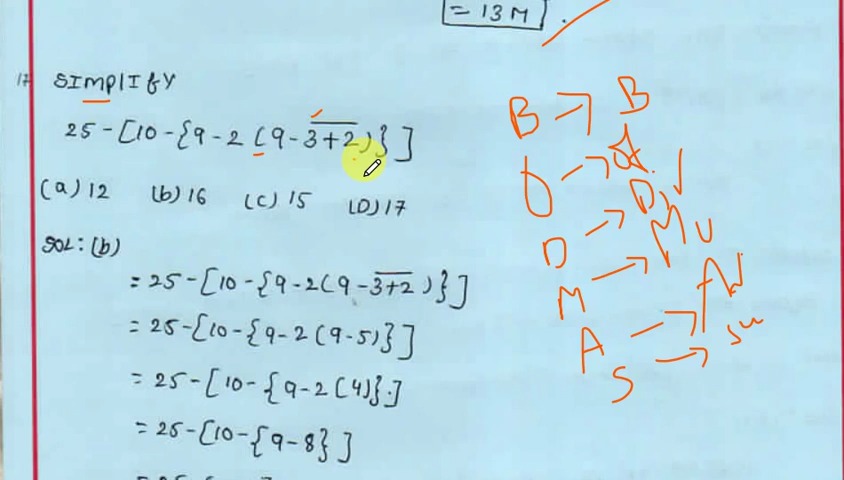 = 13 M .
17 SIMPLIFY
25 - [10 - {9 - 2 (9 - 3+2̅)}]
(a) 12 (b) 16 (c) 15 (D) 17
SOL: (b)
= 25 - [10 - {9 - 2 (9 - 3+2̅)}]
= 25 - [10 - {9 - 2 (9 - 5)}]
= 25 - [10 - {9 - 2 (4)}.]
= 25 - [10 - {9 - 8}]
B → B
O → of.
D → Div
M → Mu
A → Ad
S → su